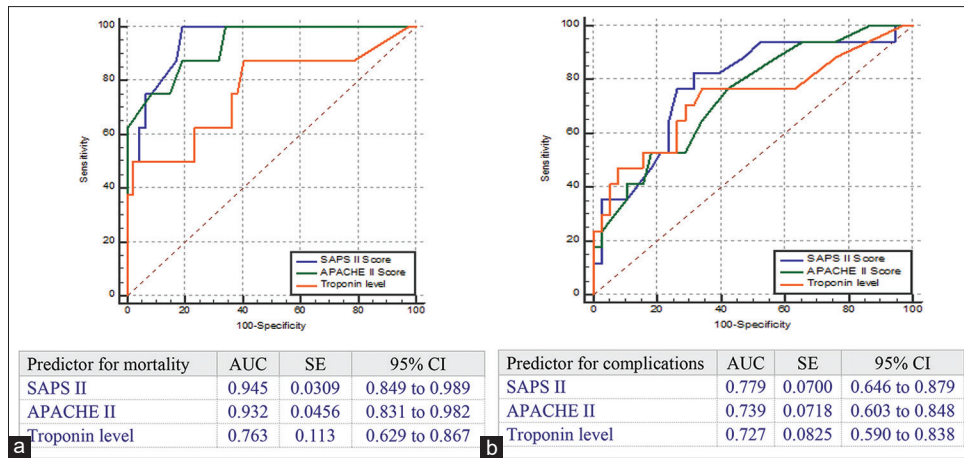 100
80
60
40
20
0
Sensitivity
SAPS II Score
APACHE II Score
Troponin level
0 20 40 60 80 100
100-Specificity
Predictor for mortality AUC SE 95% CI
SAPS II 0.945 0.0309 0.849 to 0.989
APACHE II 0.932 0.0456 0.831 to 0.982
Troponin level 0.763 0.113 0.629 to 0.867
a
100
80
60
40
20
0
Sensitivity
SAPS II Score
APACHE II Score
Troponin level
0 20 40 60 80 100
100-Specificity
Predictor for complications AUC SE 95% CI
SAPS II 0.779 0.0700 0.646 to 0.879
APACHE II 0.739 0.0718 0.603 to 0.848
Troponin level 0.727 0.0825 0.590 to 0.838
b